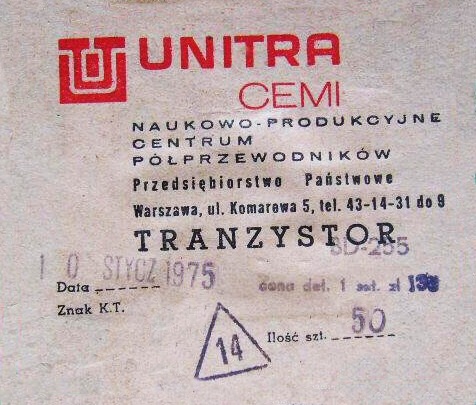 UNITRA
CEMI
NAUKOWO-PRODUKCYJNE
CENTRUM
PÓŁPRZEWODNIKÓW
Przedsiębiorstwo Państwowe
Warszawa, ul. Komarowa 5, tel. 43-14-31 do 9
TRANZYSTOR
BD-255
10 STYCZ 1975
Data
cena det. 1 szt. zł
Znak K.T.
14
Ilość szt. 50